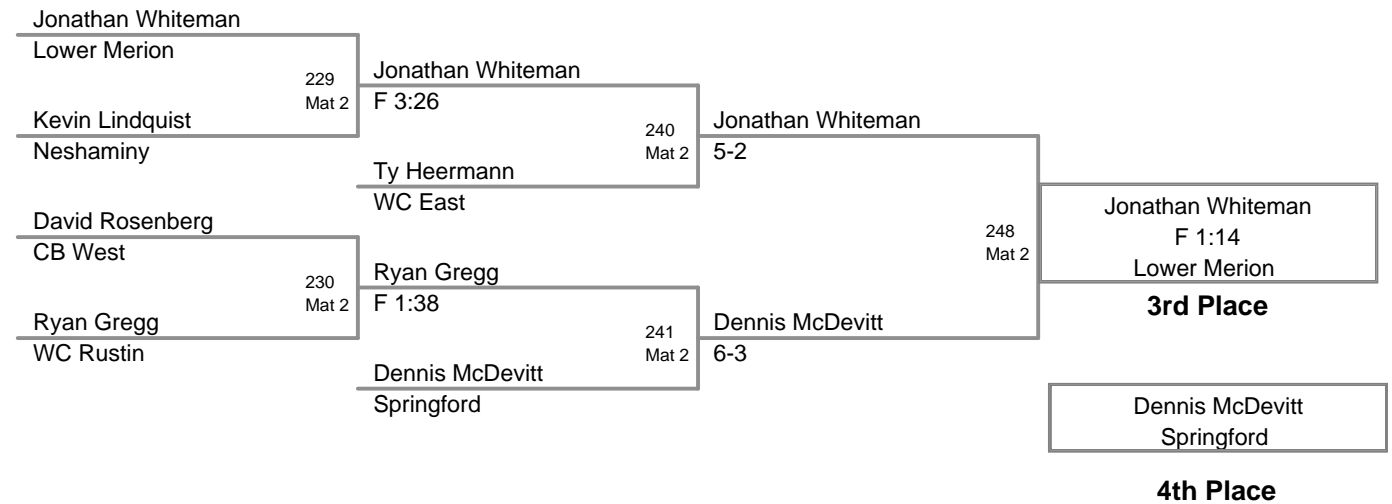 Jonathan Whiteman
Lower Merion
229
Mat 2
Kevin Lindquist
Neshaminy
David Rosenberg
CB West
230
Mat 2
Ryan Gregg
WC Rustin
Jonathan Whiteman
F 3:26
240
Mat 2
Ty Heermann
WC East
Ryan Gregg
F 1:38
241
Mat 2
Dennis McDevitt
Springford
Jonathan Whiteman
5-2
248
Mat 2
Dennis McDevitt
6-3
Jonathan Whiteman
F 1:14
Lower Merion
3rd Place
Dennis McDevitt
Springford
4th Place